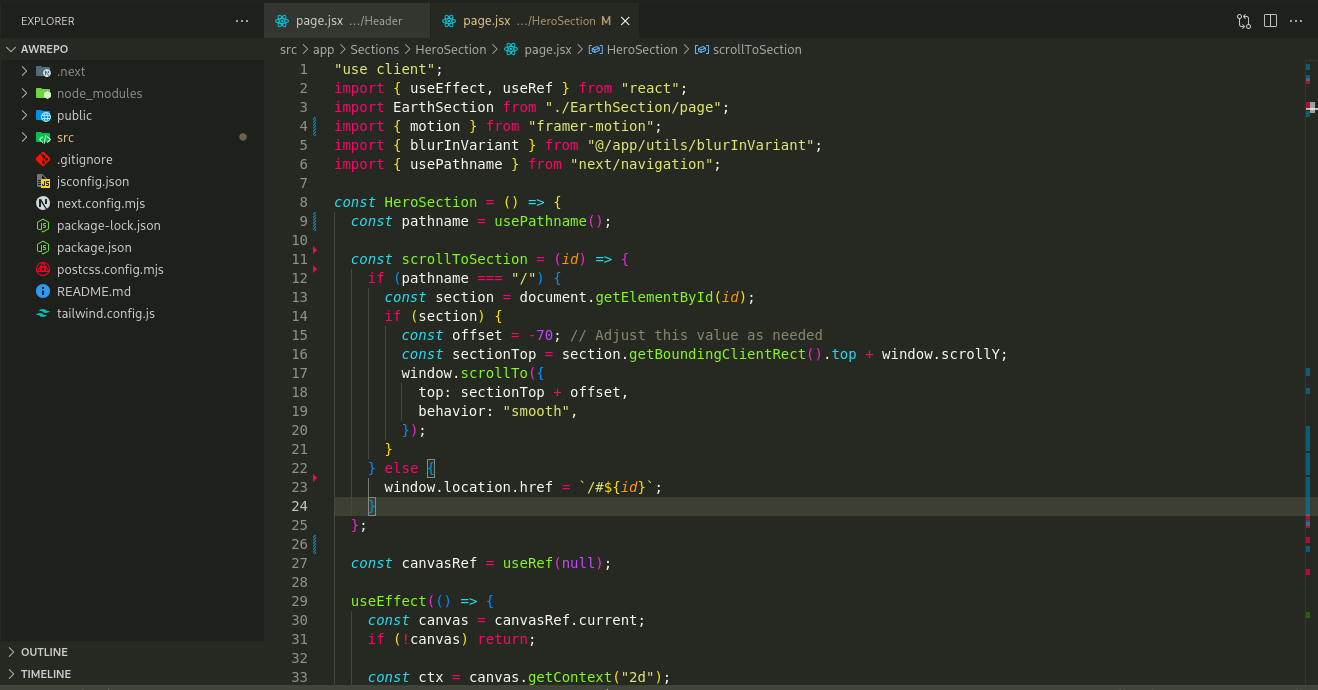 EXPLORER
AWREPO
.next
node_modules
public
src
.gitignore
jsconfig.json
next.config.mjs
package-lock.json
package.json
postcss.config.mjs
README.md
tailwind.config.js
OUTLINE
TIMELINE
page.jsx .../Header
page.jsx .../HeroSection M
src > app > Sections > HeroSection > page.jsx > HeroSection > scrollToSection
1 "use client";
2 import { useEffect, useRef } from "react";
3 import EarthSection from "./EarthSection/page";
4 import { motion } from "framer-motion";
5 import { blurInVariant } from "@/app/utils/blurInVariant";
6 import { usePathname } from "next/navigation";
7
8 const HeroSection = () => {
9   const pathname = usePathname();
10
11   const scrollToSection = (id) => {
12     if (pathname === "/") {
13       const section = document.getElementById(id);
14       if (section) {
15         const offset = -70; // Adjust this value as needed
16         const sectionTop = section.getBoundingClientRect().top + window.scrollY;
17         window.scrollTo({
18           top: sectionTop + offset,
19           behavior: "smooth",
20         });
21       }
22     } else {
23       window.location.href = `/#${id}`;
24     }
25   };
26
27   const canvasRef = useRef(null);
28
29   useEffect(() => {
30     const canvas = canvasRef.current;
31     if (!canvas) return;
32
33     const ctx = canvas.getContext("2d");